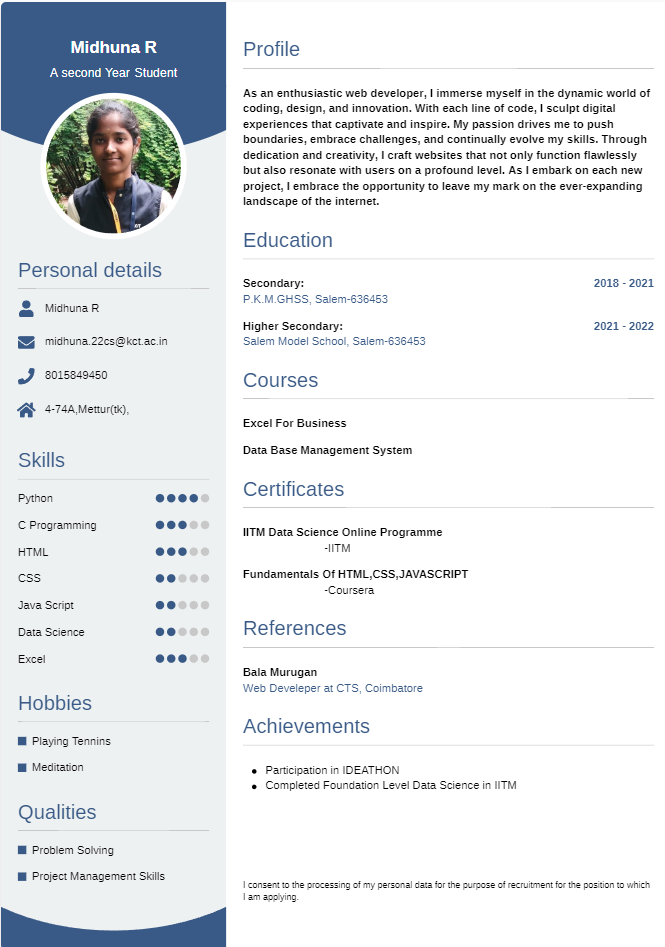 Midhuna R
A second Year Student
Personal details
Midhuna R
midhuna.22cs@kct.ac.in
8015849450
4-74A,Mettur(tk),
Skills
Python
C Programming
HTML
CSS
Java Script
Data Science
Excel
Hobbies
Playing Tennins
Meditation
Qualities
Problem Solving
Project Management Skills
Profile
As an enthusiastic web developer, I immerse myself in the dynamic world of
coding, design, and innovation. With each line of code, I sculpt digital
experiences that captivate and inspire. My passion drives me to push
boundaries, embrace challenges, and continually evolve my skills. Through
dedication and creativity, I craft websites that not only function flawlessly
but also resonate with users on a profound level. As I embark on each new
project, I embrace the opportunity to leave my mark on the ever-expanding
landscape of the internet.
Education
Secondary: 2018 - 2021
P.K.M.GHSS, Salem-636453
Higher Secondary: 2021 - 2022
Salem Model School, Salem-636453
Courses
Excel For Business
Data Base Management System
Certificates
IITM Data Science Online Programme
-IITM
Fundamentals Of HTML,CSS,JAVASCRIPT
-Coursera
References
Bala Murugan
Web Develeper at CTS, Coimbatore
Achievements
Participation in IDEATHON
Completed Foundation Level Data Science in IITM
I consent to the processing of my personal data for the purpose of recruitment for the position to which
I am applying.